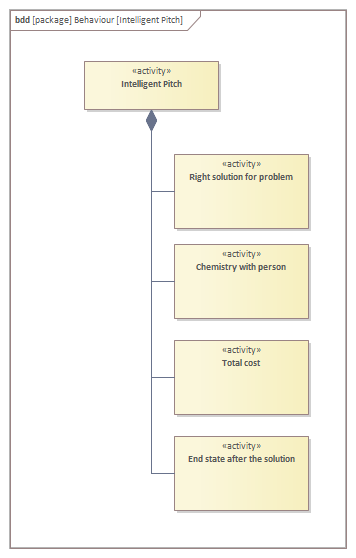 bdd [package] Behaviour [Intelligent Pitch]
«activity»
Intelligent Pitch
«activity»
Right solution for problem
«activity»
Chemistry with person
«activity»
Total cost
«activity»
End state after the solution